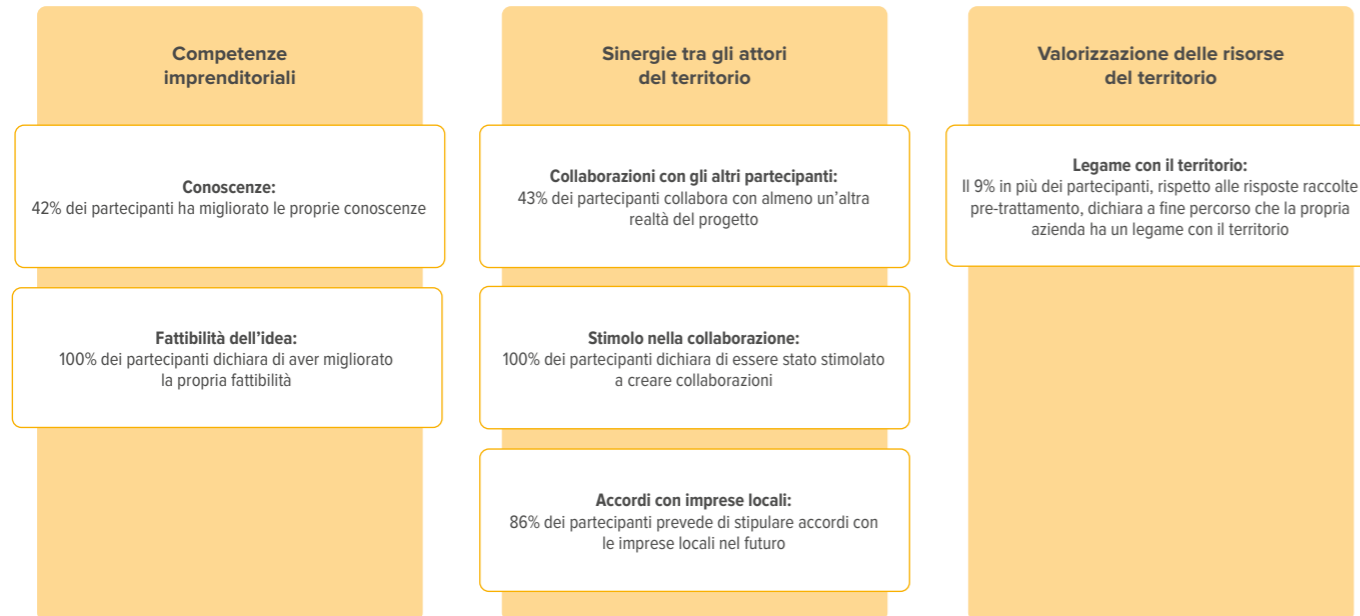 Competenze
imprenditoriali
Conoscenze:
42% dei partecipanti ha migliorato le proprie conoscenze
Fattibilità dell'idea:
100% dei partecipanti dichiara di aver migliorato
la propria fattibilità
Sinergie tra gli attori
del territorio
Collaborazioni con gli altri partecipanti:
43% dei partecipanti collabora con almeno un'altra
realtà del progetto
Stimolo nella collaborazione:
100% dei partecipanti dichiara di essere stato stimolato
a creare collaborazioni
Accordi con imprese locali:
86% dei partecipanti prevede di stipulare accordi con
le imprese locali nel futuro
Valorizzazione delle risorse
del territorio
Legame con il territorio:
Il 9% in più dei partecipanti, rispetto alle risposte raccolte
pre-trattamento, dichiara a fine percorso che la propria
azienda ha un legame con il territorio